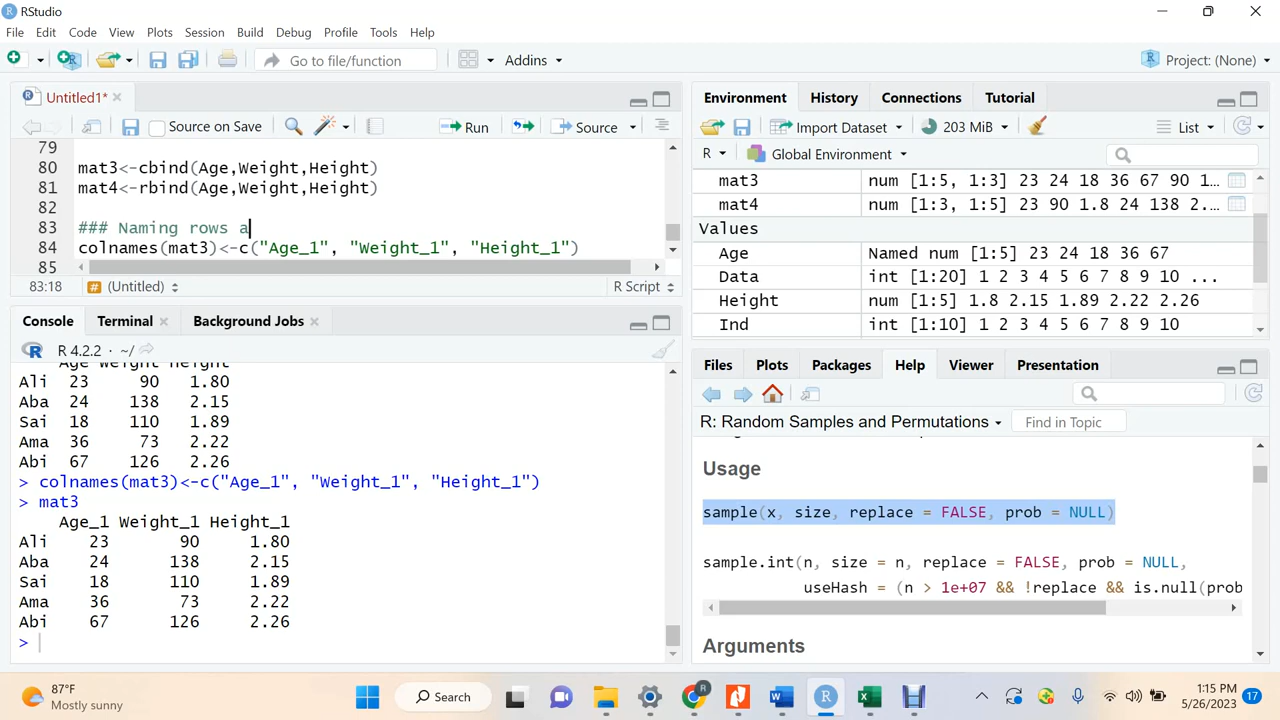 RStudio
File Edit Code View Plots Session Build Debug Profile Tools Help
Go to file/function Addins Project: (None)
Untitled1*
Source on Save Run Source
79
80 mat3<-cbind(Age,Weight,Height)
81 mat4<-rbind(Age,Weight,Height)
82
83 ### Naming rows a
84 colnames(mat3)<-c("Age_1", "Weight_1", "Height_1")
85
83:18 # (Untitled) R Script
Console Terminal Background Jobs
R 4.2.2 · ~/
Age Weight Height
Ali 23 90 1.80
Aba 24 138 2.15
Sai 18 110 1.89
Ama 36 73 2.22
Abi 67 126 2.26
> colnames(mat3)<-c("Age_1", "Weight_1", "Height_1")
> mat3
Age_1 Weight_1 Height_1
Ali 23 90 1.80
Aba 24 138 2.15
Sai 18 110 1.89
Ama 36 73 2.22
Abi 67 126 2.26
>
Environment History Connections Tutorial
Import Dataset 203 MiB List
R Global Environment
mat3 num [1:5, 1:3] 23 24 18 36 67 90 1...
mat4 num [1:3, 1:5] 23 90 1.8 24 138 2...
Values
Age Named num [1:5] 23 24 18 36 67
Data int [1:20] 1 2 3 4 5 6 7 8 9 10 ...
Height num [1:5] 1.8 2.15 1.89 2.22 2.26
Ind int [1:10] 1 2 3 4 5 6 7 8 9 10
Files Plots Packages Help Viewer Presentation
R: Random Samples and Permutations Find in Topic
Usage
sample(x, size, replace = FALSE, prob = NULL)
sample.int(n, size = n, replace = FALSE, prob = NULL,
useHash = (n > 1e+07 && !replace && is.null(prob
Arguments
87°F
Mostly sunny
Search
1:15 PM
5/26/2023
17